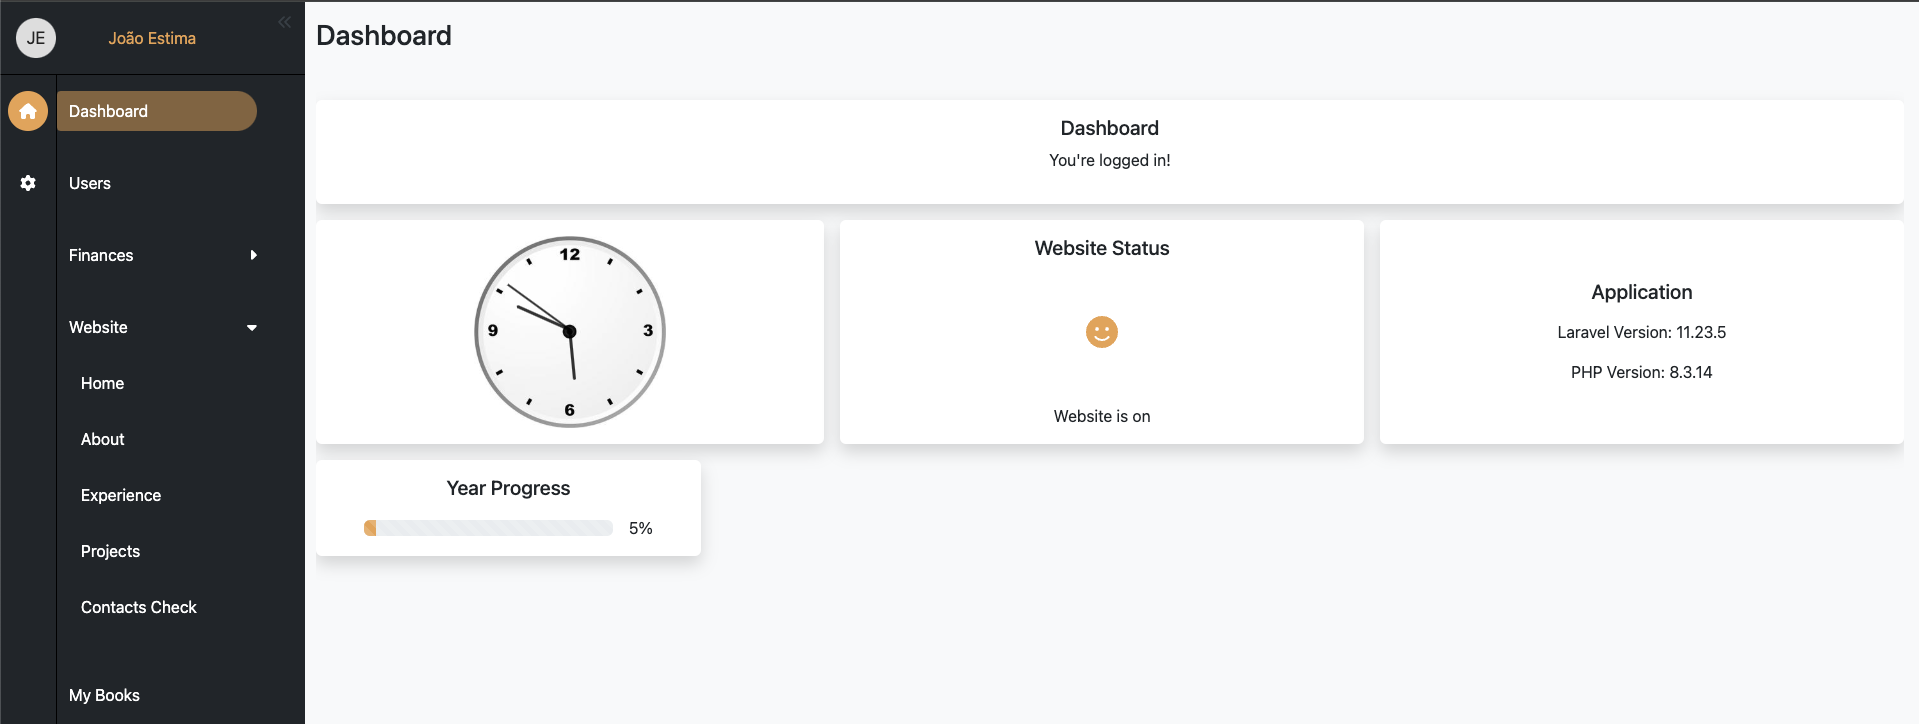 JE
João Estima
Dashboard
Users
Finances
Website
Home
About
Experience
Projects
Contacts Check
My Books
Dashboard
Dashboard
You're logged in!
12
9
3
6
Website Status
Website is on
Application
Laravel Version: 11.23.5
PHP Version: 8.3.14
Year Progress
5%